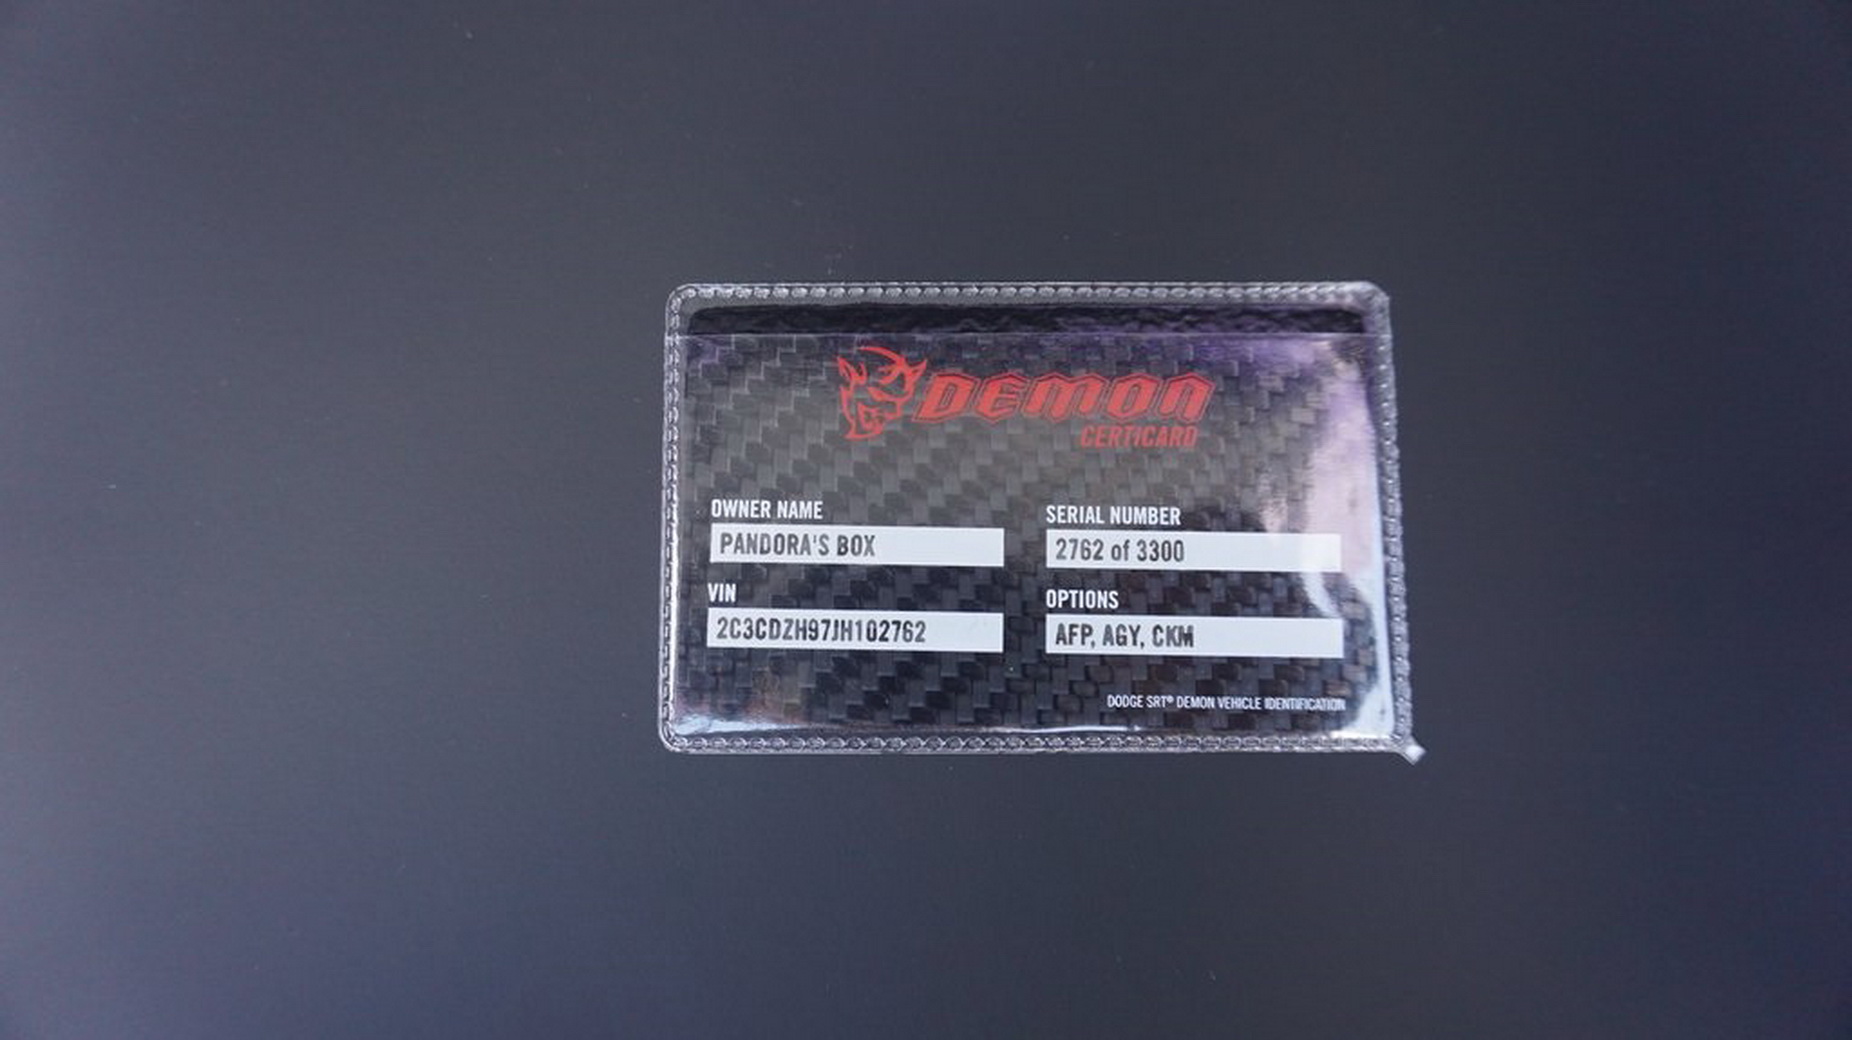 DEMON
CERTICARD
OWNER NAME
PANDORA'S BOX
SERIAL NUMBER
2762 of 3300
VIN
2C3CDZH97JH102762
OPTIONS
AFP, AGY, CKM
DODGE SRT® DEMON VEHICLE IDENTIFICATION